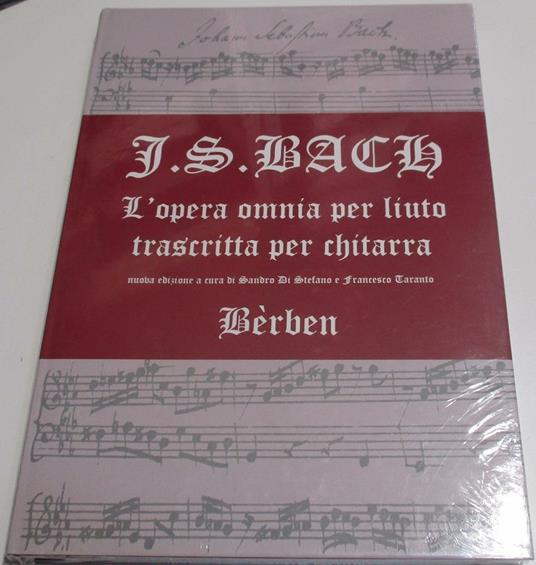 Johann Sebastian Bach.
J.S.BACH
L'opera omnia per liuto
trascritta per chitarra
nuova edizione a cura di Sandro Di Stefano e Francesco Taranto
Bèrben